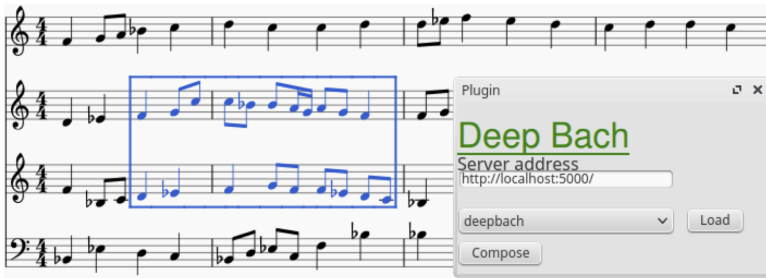 Plugin
Deep Bach
Server address
http://localhost:5000/
deepbach
Load
Compose